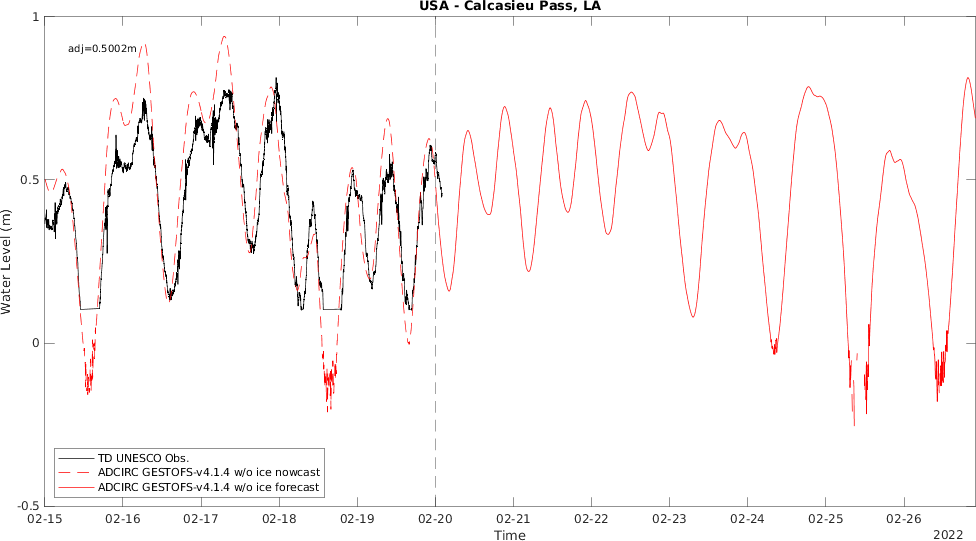 USA - Calcasieu Pass, LA
adj=0.5002m
1
0.5
0
-0.5
Water Level (m)
TD UNESCO Obs.
ADCIRC GESTOFS-v4.1.4 w/o ice nowcast
ADCIRC GESTOFS-v4.1.4 w/o ice forecast
02-15 02-16 02-17 02-18 02-19 02-20 02-21 02-22 02-23 02-24 02-25 02-26
Time
2022